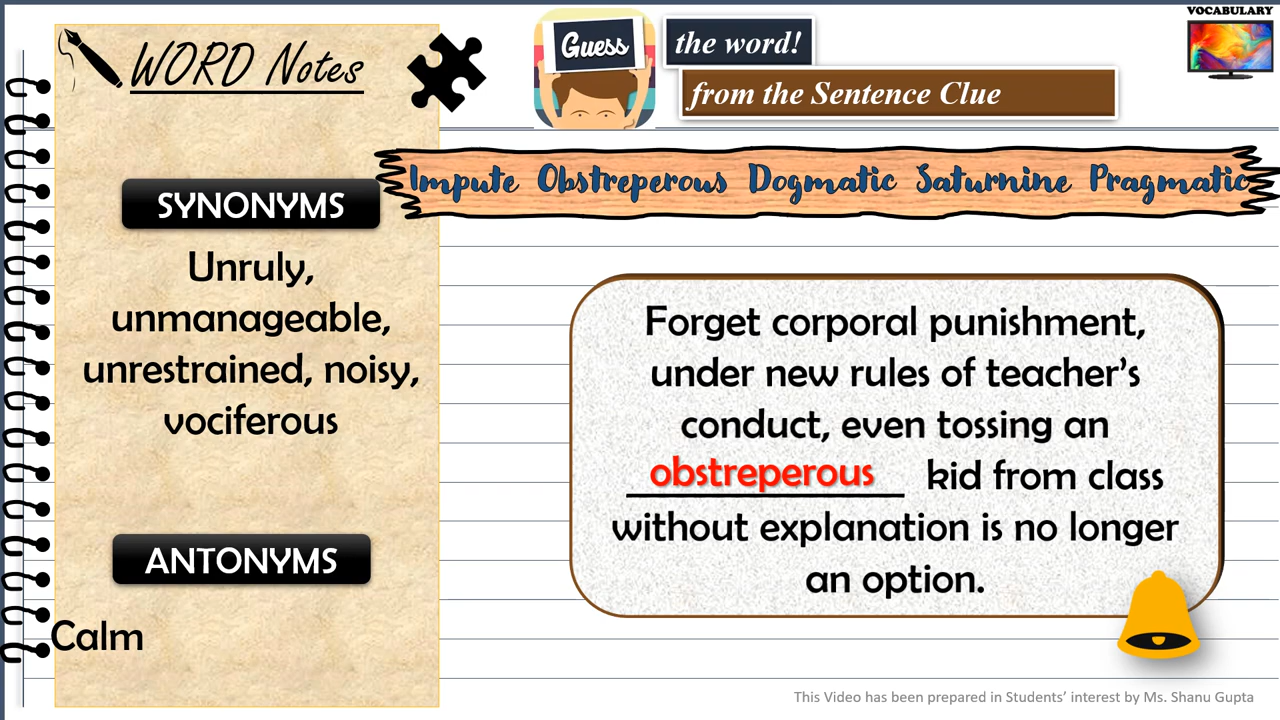 WORD Notes
SYNONYMS
Unruly,
unmanageable,
unrestrained, noisy,
vociferous
ANTONYMS
Calm
Guess
the word!
from the Sentence Clue
VOCABULARY
Impute Obstreperous Dogmatic Saturnine Pragmatic
Forget corporal punishment,
under new rules of teacher’s
conduct, even tossing an
obstreperous kid from class
without explanation is no longer
an option.
This Video has been prepared in Students’ interest by Ms. Shanu Gupta